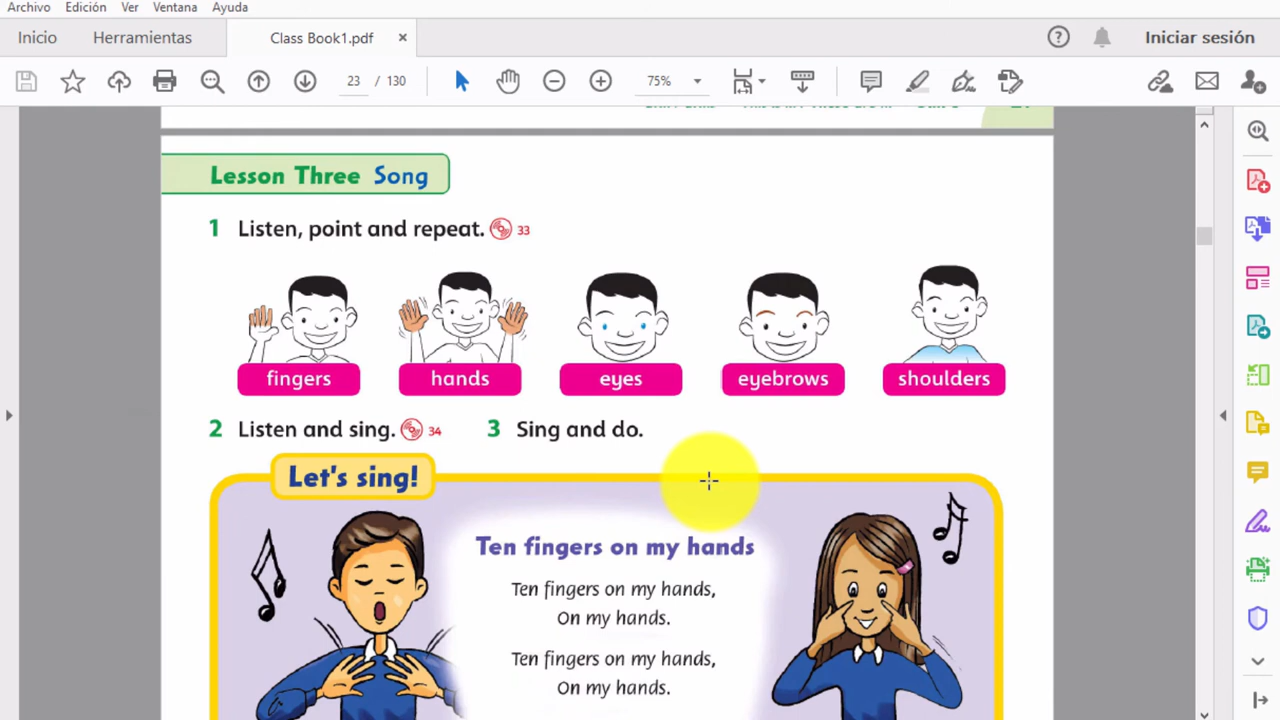 Archivo Edición Ver Ventana Ayuda
Inicio Herramientas Class Book1.pdf × Iniciar sesión
23 / 130 75%
Lesson Three Song
1 Listen, point and repeat. 33
fingers hands eyes eyebrows shoulders
2 Listen and sing. 34 3 Sing and do.
Let's sing!
Ten fingers on my hands
Ten fingers on my hands,
On my hands.
Ten fingers on my hands,
On my hands.